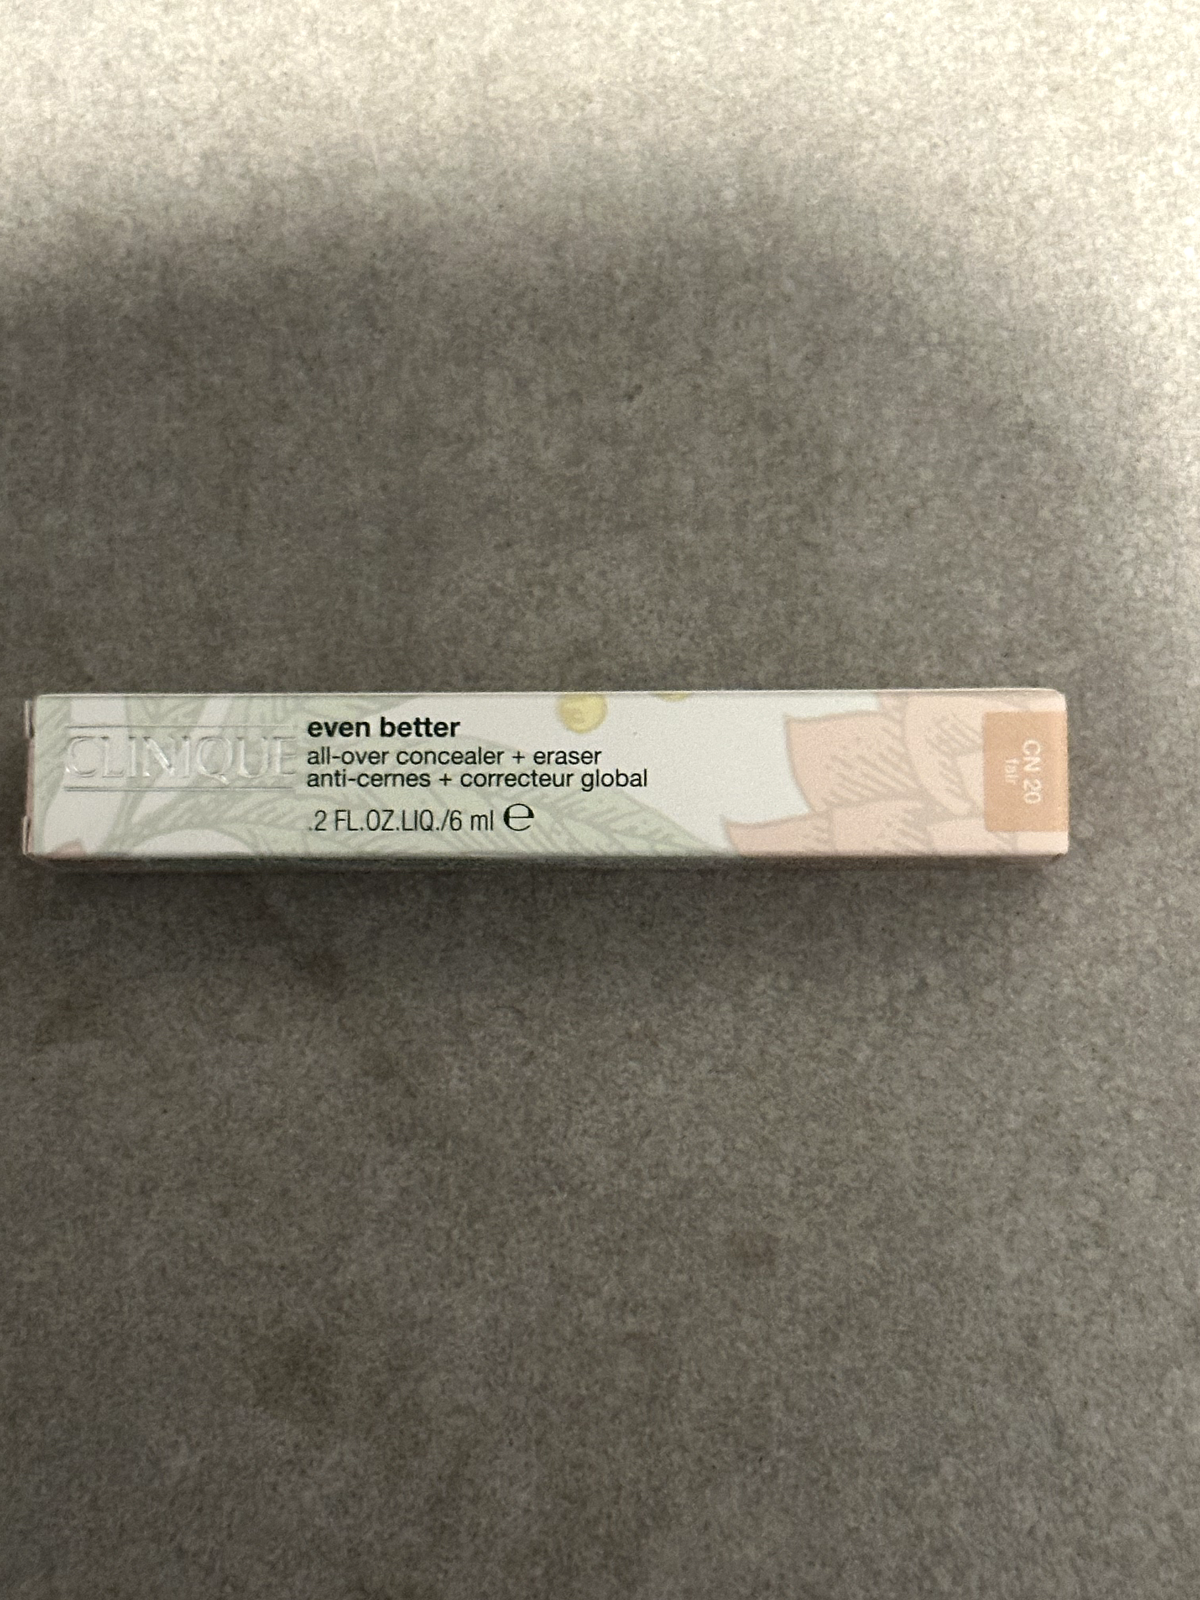 CLINIQUE
even better
all-over concealer + eraser
anti-cernes + correcteur global
.2 FL.OZ.LIQ./6 ml ℮
CN 20
fair